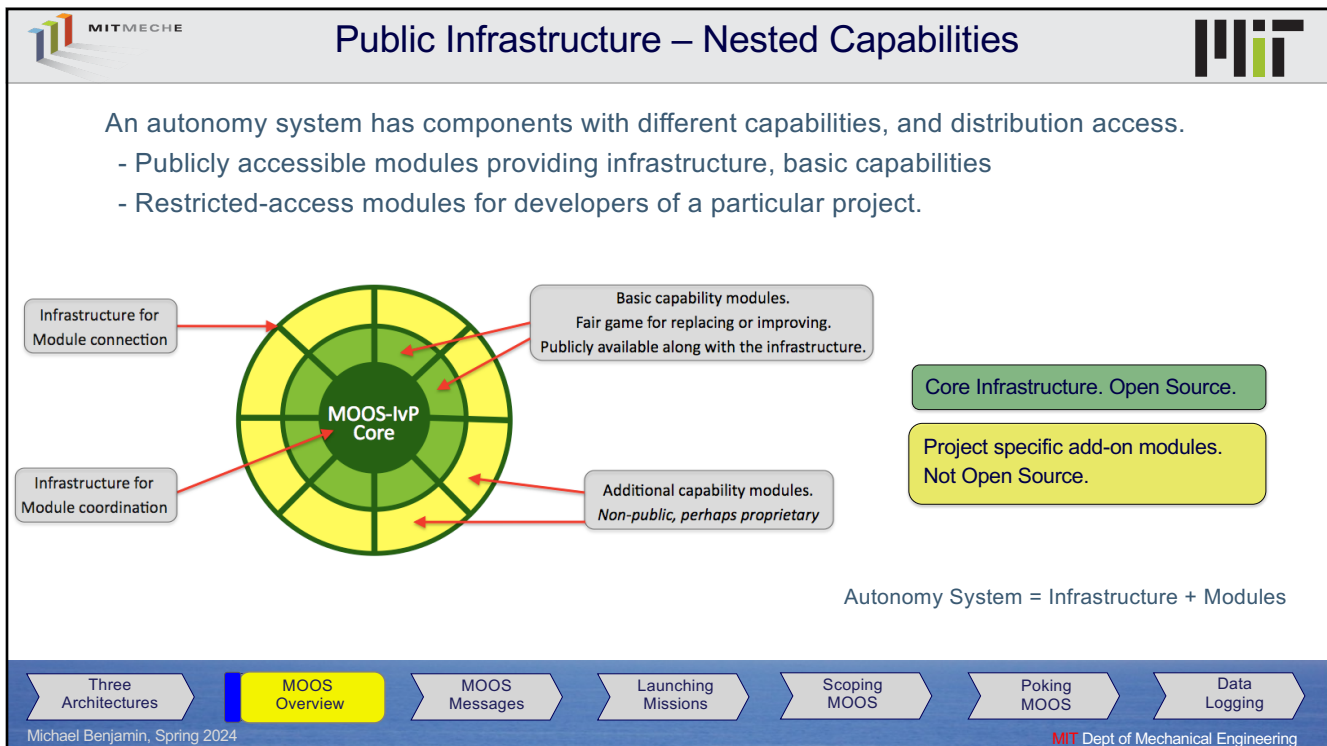 MITMECHE
Public Infrastructure – Nested Capabilities
MIT
An autonomy system has components with different capabilities, and distribution access.
- Publicly accessible modules providing infrastructure, basic capabilities
- Restricted-access modules for developers of a particular project.
Infrastructure for
Module connection
Basic capability modules.
Fair game for replacing or improving.
Publicly available along with the infrastructure.
MOOS-IvP
Core
Core Infrastructure. Open Source.
Project specific add-on modules.
Not Open Source.
Infrastructure for
Module coordination
Additional capability modules.
Non-public, perhaps proprietary
Autonomy System = Infrastructure + Modules
Three
Architectures
MOOS
Overview
MOOS
Messages
Launching
Missions
Scoping
MOOS
Poking
MOOS
Data
Logging
Michael Benjamin, Spring 2024
MIT Dept of Mechanical Engineering